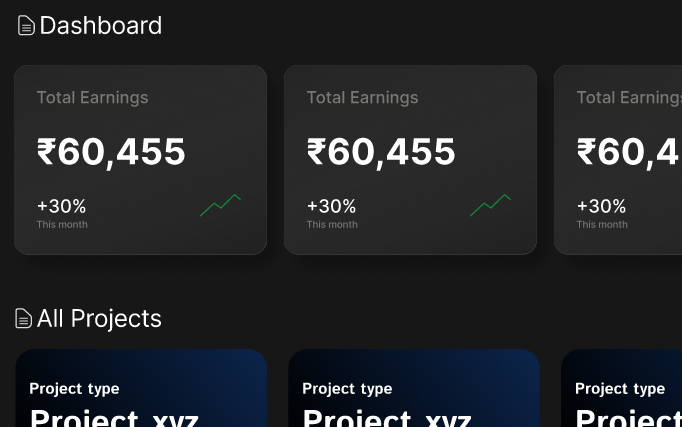 Dashboard
Total Earnings Total Earnings Total Earnings
₹60,455 ₹60,455 ₹60,4
+30% +30% +30%
This month This month This month
All Projects
Project type Project type Project type
Project xyz Project xyz Project